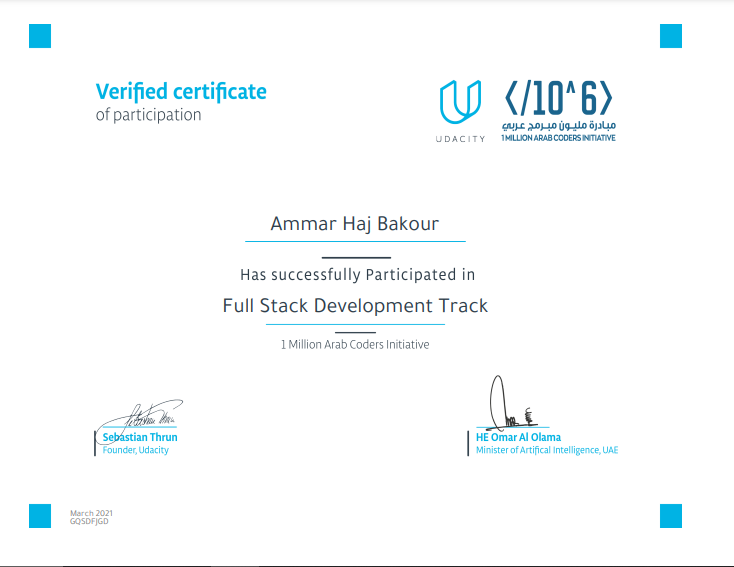 Verified certificate
of participation
UDACITY
</10^6>
مبادرة مليون مبرمج عربي
1 MILLION ARAB CODERS INITIATIVE
Ammar Haj Bakour
Has successfully Participated in
Full Stack Development Track
1 Million Arab Coders Initiative
Sebastian Thrun
Founder, Udacity
HE Omar Al Olama
Minister of Artifical Intelligence, UAE
March 2021
GQSDFJGD